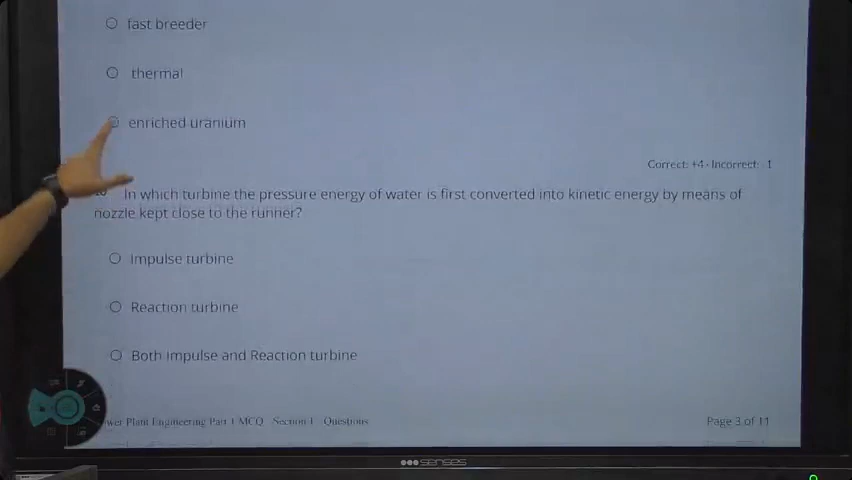 fast breeder
thermal
enriched uranium
Correct: +4 · Incorrect: -1
In which turbine the pressure energy of water is first converted into kinetic energy by means of
nozzle kept close to the runner?
Impulse turbine
Reaction turbine
Both impulse and Reaction turbine
Plant Engineering Part 1 MCQ Section 1 Questions
Page 3 of 11
senses